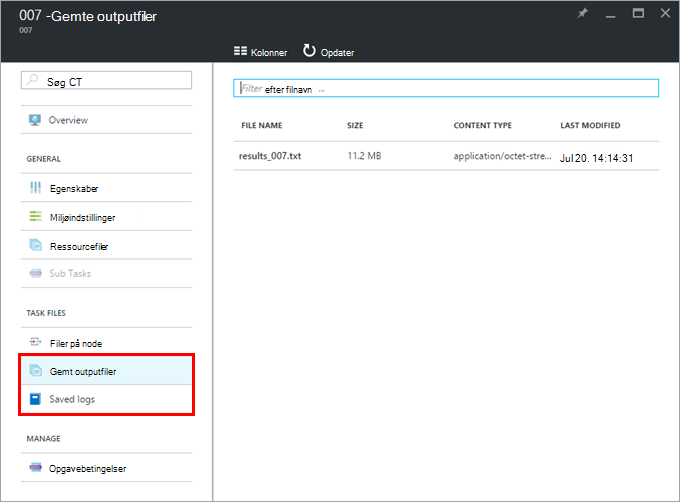 007 -Gemte outputfiler
007
Kolonner Opdater
Søg CT
Overview
GENERAL
Egenskaber
Miljøindstillinger
Ressourcefiler
Sub Tasks
TASK FILES
Filer på node
Gemt outputfiler
Saved logs
MANAGE
Opgavebetingelser
Filter efter filnavn ...
FILE NAME SIZE CONTENT TYPE LAST MODIFIED
results_007.txt 11.2 MB application/octet-stre... Jul 20. 14:14:31